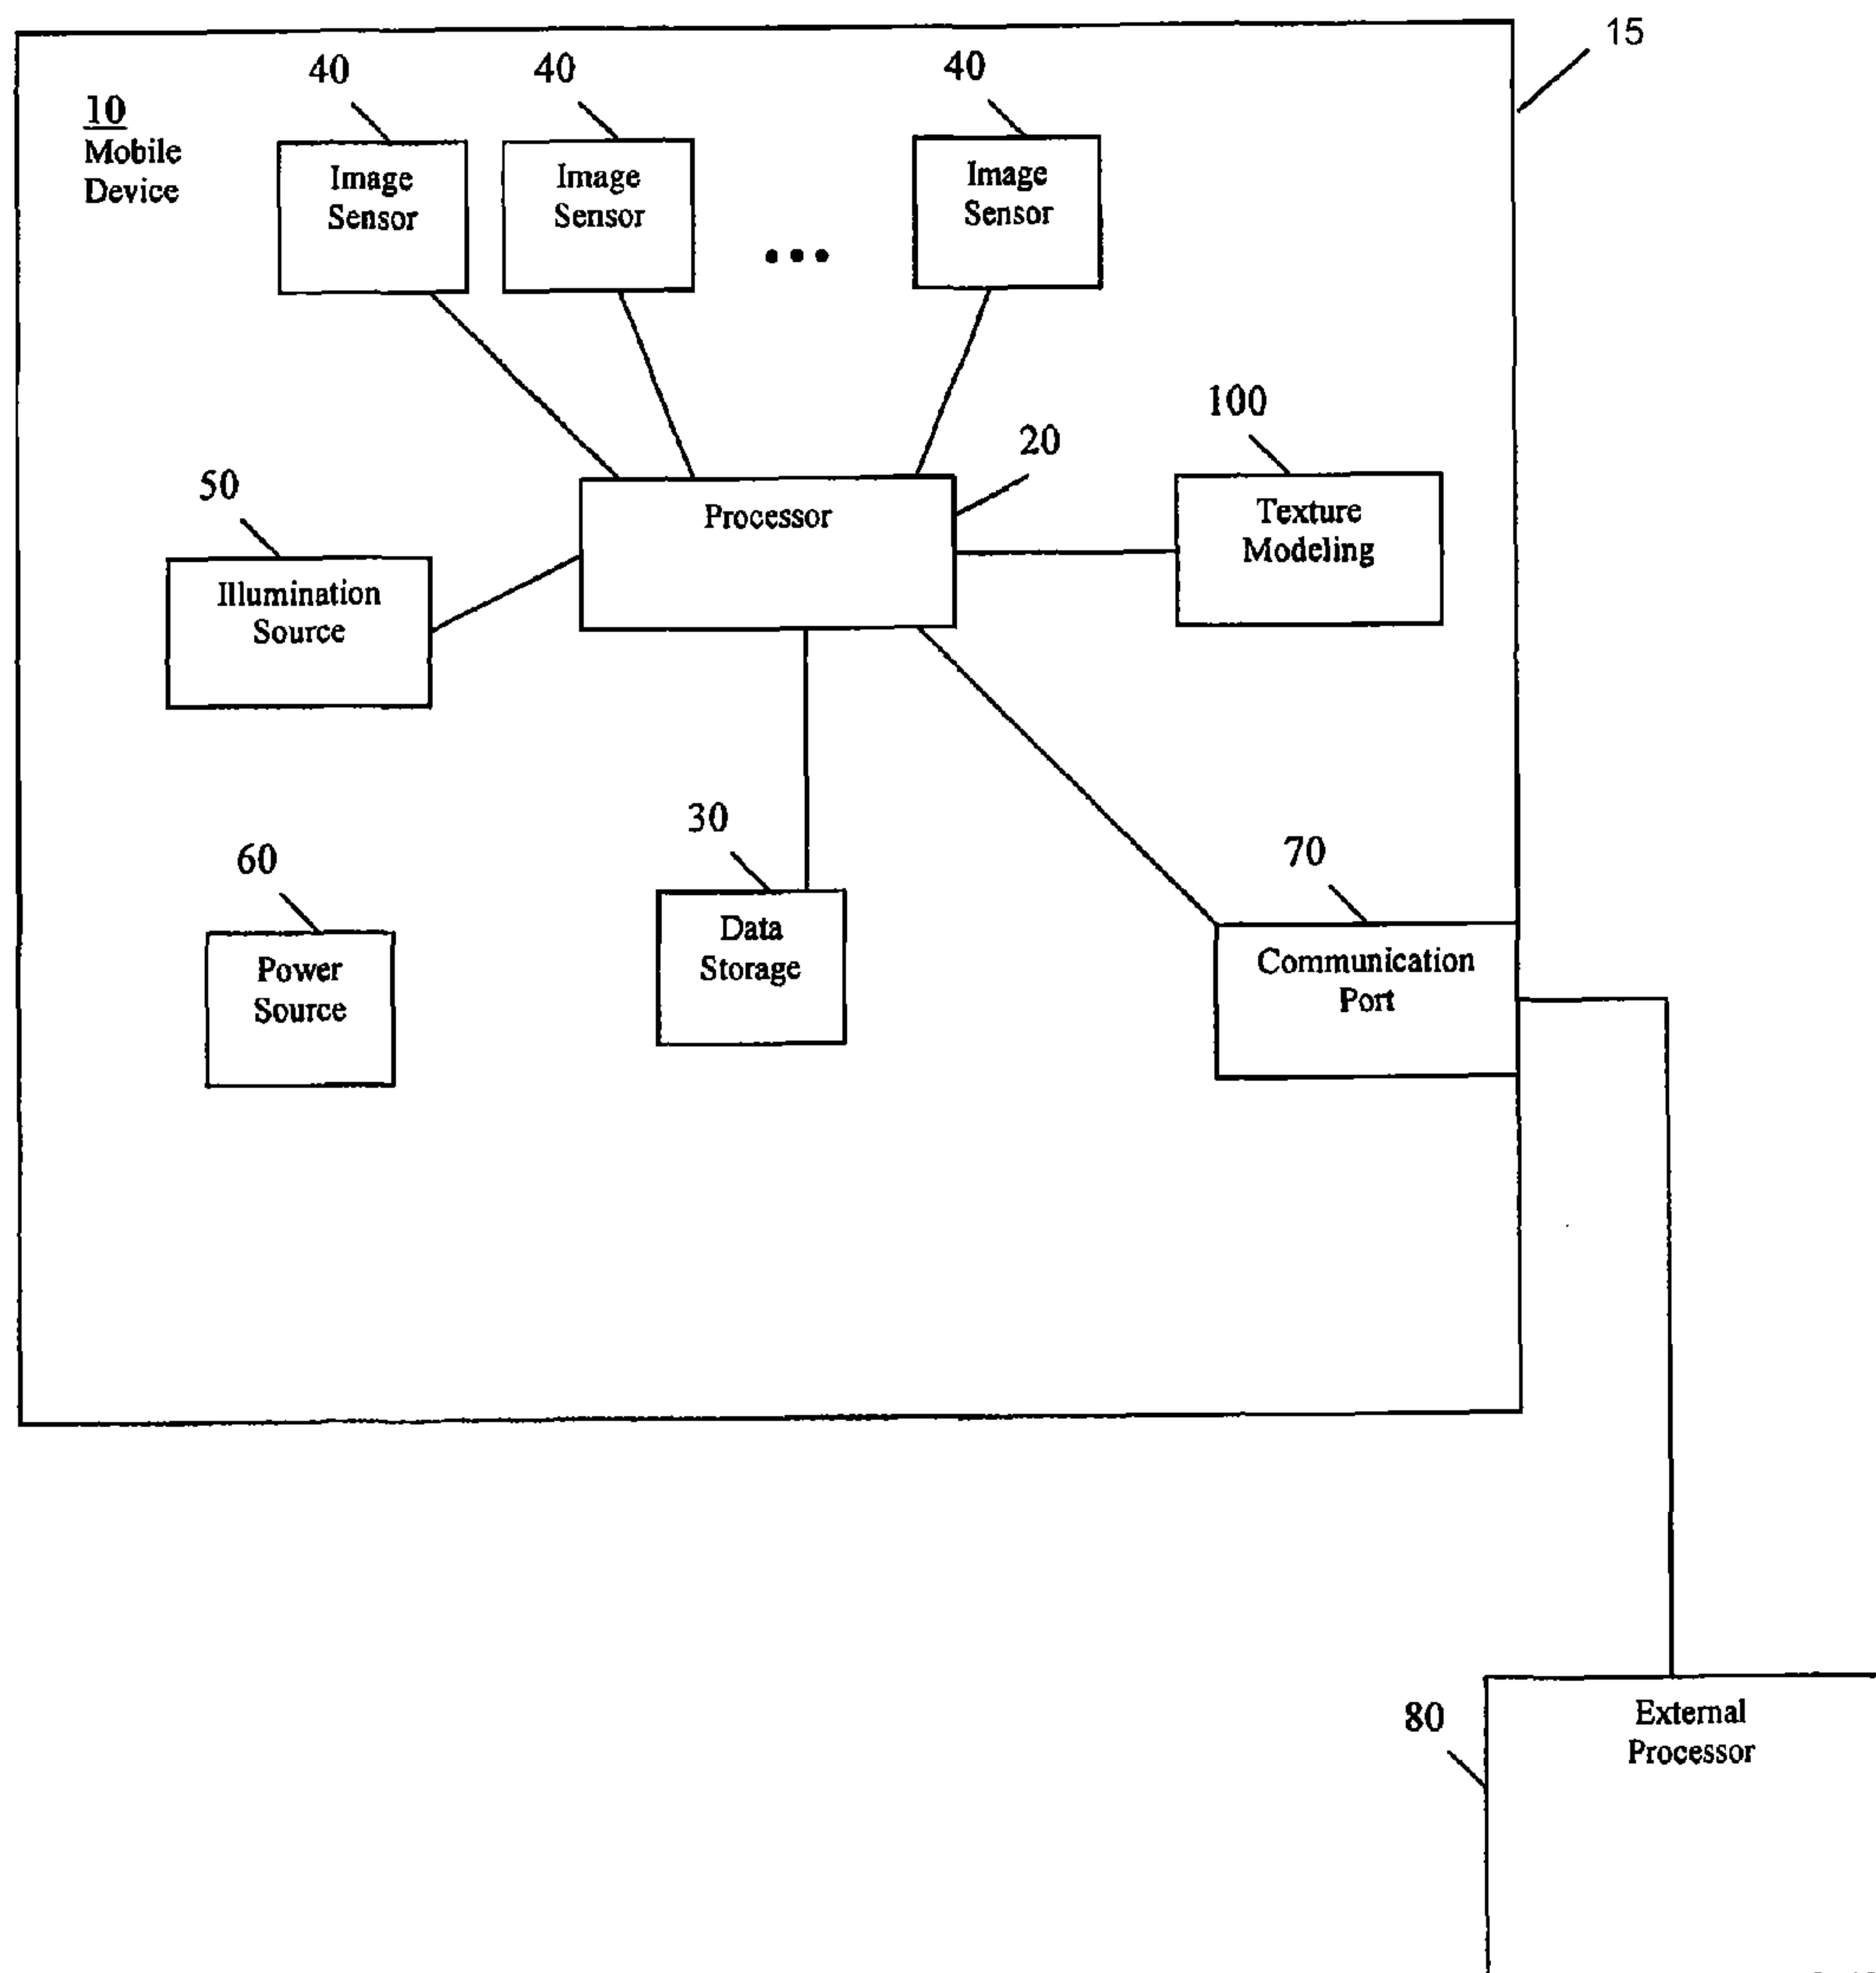 15
40
40
40
10
Mobile
Device
Image
Sensor
Image
Sensor
Image
Sensor
100
20
50
Processor
Texture
Modeling
Illumination
Source
30
60
70
Data
Storage
Power
Source
Communication
Port
80
External
Processor